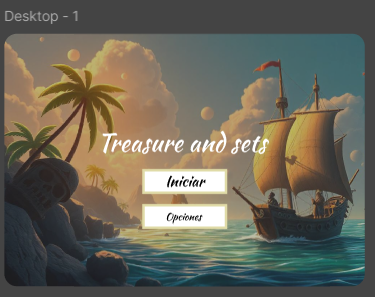 Desktop - 1
Treasure and sets
Iniciar
Opciones